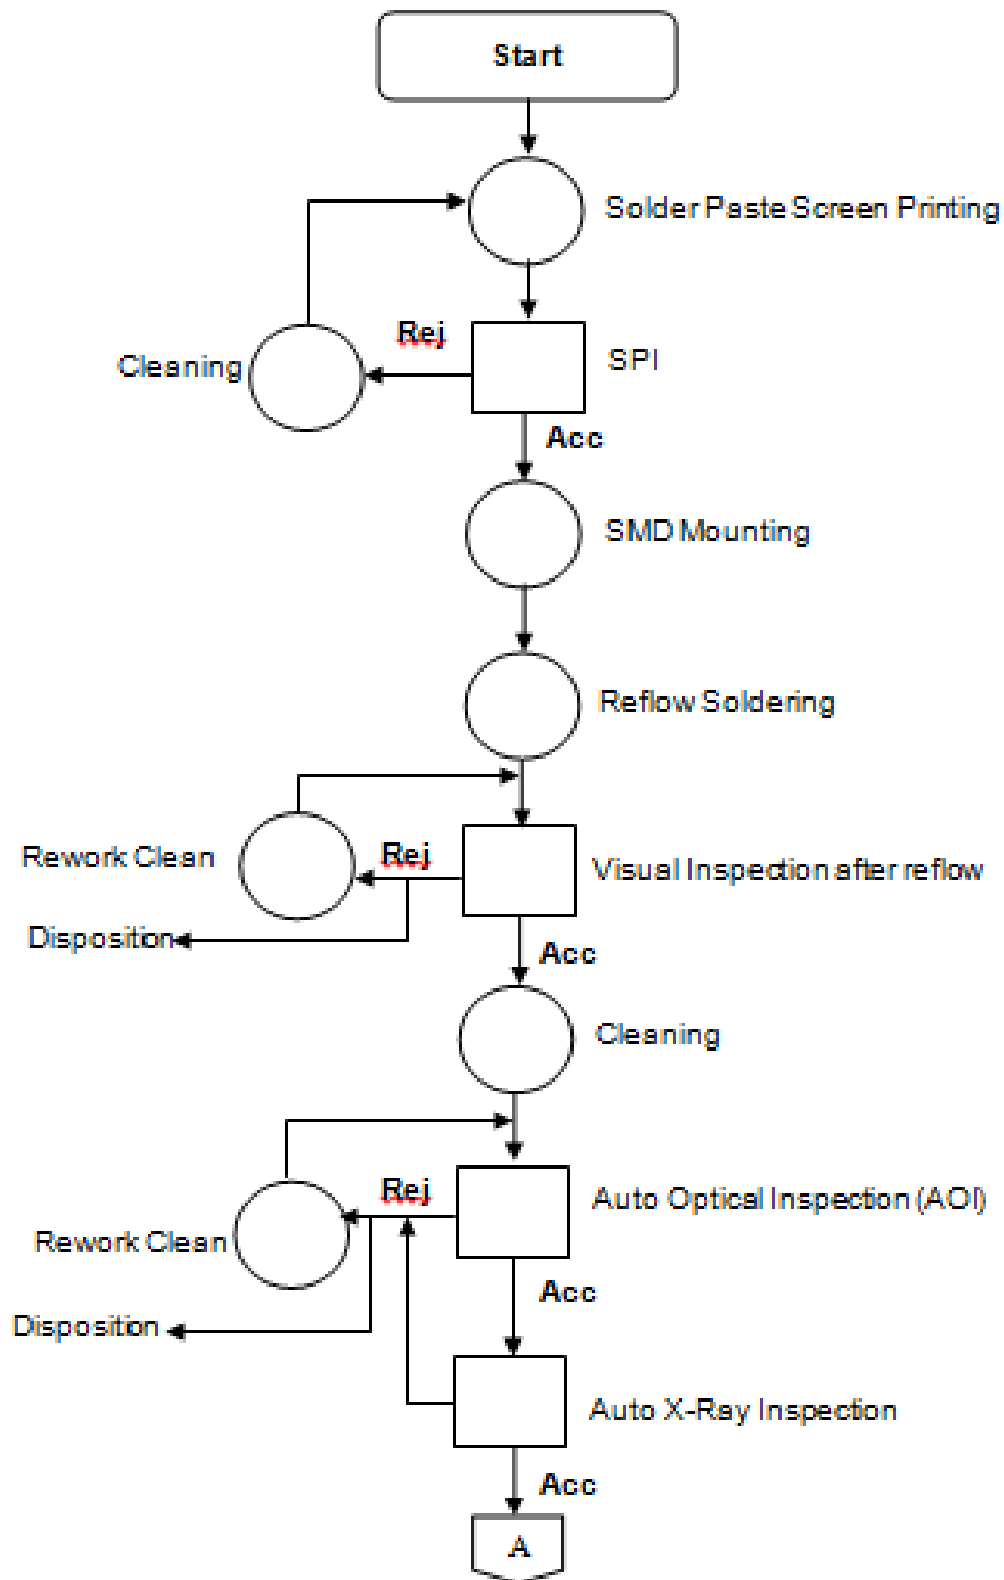 Start
Solder Paste Screen Printing
Rej
Cleaning
SPI
Acc
SMD Mounting
Reflow Soldering
Rework Clean
Rej
Visual Inspection after reflow
Disposition
Acc
Cleaning
Rej
Auto Optical Inspection (AOI)
Rework Clean
Acc
Disposition
Auto X-Ray Inspection
Acc
A